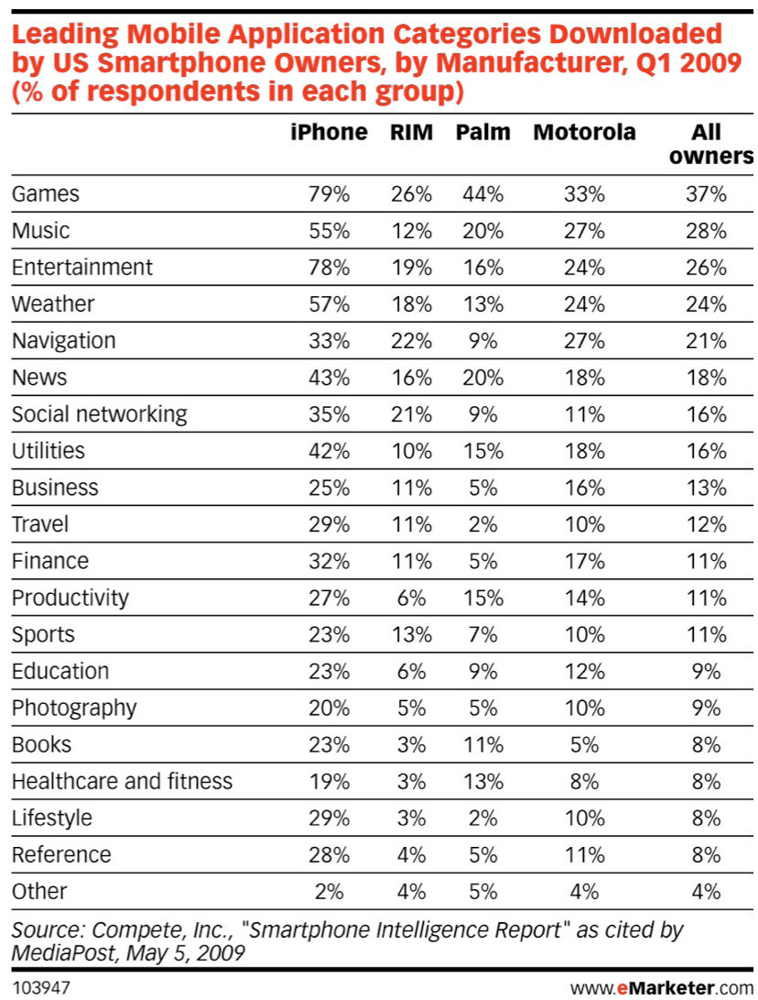 Leading Mobile Application Categories Downloaded
by US Smartphone Owners, by Manufacturer, Q1 2009
(% of respondents in each group)
iPhone RIM Palm Motorola All owners
Games 79% 26% 44% 33% 37%
Music 55% 12% 20% 27% 28%
Entertainment 78% 19% 16% 24% 26%
Weather 57% 18% 13% 24% 24%
Navigation 33% 22% 9% 27% 21%
News 43% 16% 20% 18% 18%
Social networking 35% 21% 9% 11% 16%
Utilities 42% 10% 15% 18% 16%
Business 25% 11% 5% 16% 13%
Travel 29% 11% 2% 10% 12%
Finance 32% 11% 5% 17% 11%
Productivity 27% 6% 15% 14% 11%
Sports 23% 13% 7% 10% 11%
Education 23% 6% 9% 12% 9%
Photography 20% 5% 5% 10% 9%
Books 23% 3% 11% 5% 8%
Healthcare and fitness 19% 3% 13% 8% 8%
Lifestyle 29% 3% 2% 10% 8%
Reference 28% 4% 5% 11% 8%
Other 2% 4% 5% 4% 4%
Source: Compete, Inc., "Smartphone Intelligence Report" as cited by
MediaPost, May 5, 2009
103947 www.eMarketer.com